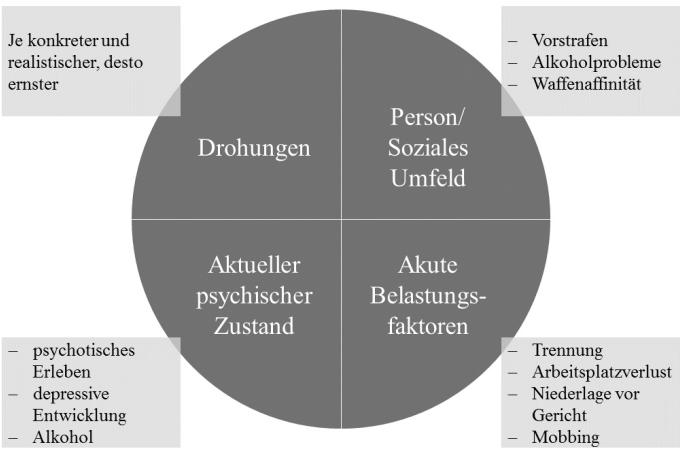 Je konkreter und
realistischer, desto
ernster
– Vorstrafen
– Alkoholprobleme
– Waffenaffinität
Drohungen
Person/
Soziales
Umfeld
Aktueller
psychischer
Zustand
Akute
Belastungs-
faktoren
– psychotisches
Erleben
– depressive
Entwicklung
– Alkohol
– Trennung
– Arbeitsplatzverlust
– Niederlage vor
Gericht
– Mobbing